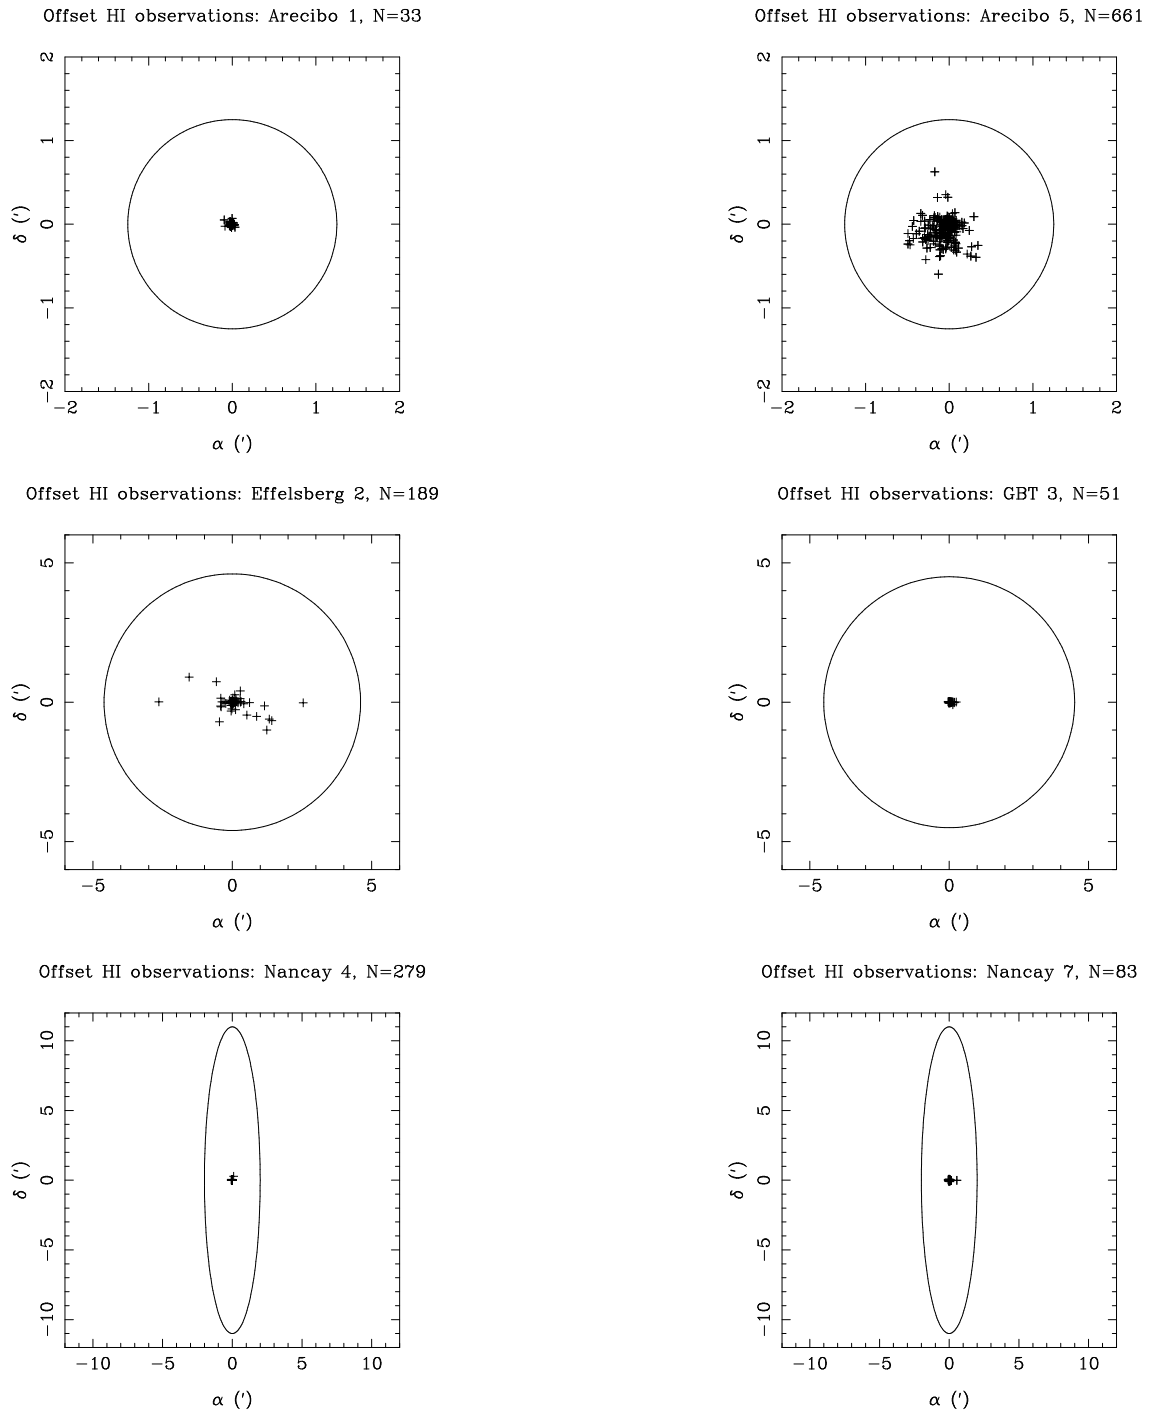 Offset HI observations: Arecibo 1, N=33
2
1
0
−1
−2
δ (′)
−2 −1 0 1 2
α (′)
Offset HI observations: Arecibo 5, N=661
2
1
0
−1
−2
δ (′)
−2 −1 0 1 2
α (′)
Offset HI observations: Effelsberg 2, N=189
5
0
−5
δ (′)
−5 0 5
α (′)
Offset HI observations: GBT 3, N=51
5
0
−5
δ (′)
−5 0 5
α (′)
Offset HI observations: Nancay 4, N=279
10
5
0
−5
−10
δ (′)
−10 −5 0 5 10
α (′)
Offset HI observations: Nancay 7, N=83
10
5
0
−5
−10
δ (′)
−10 −5 0 5 10
α (′)